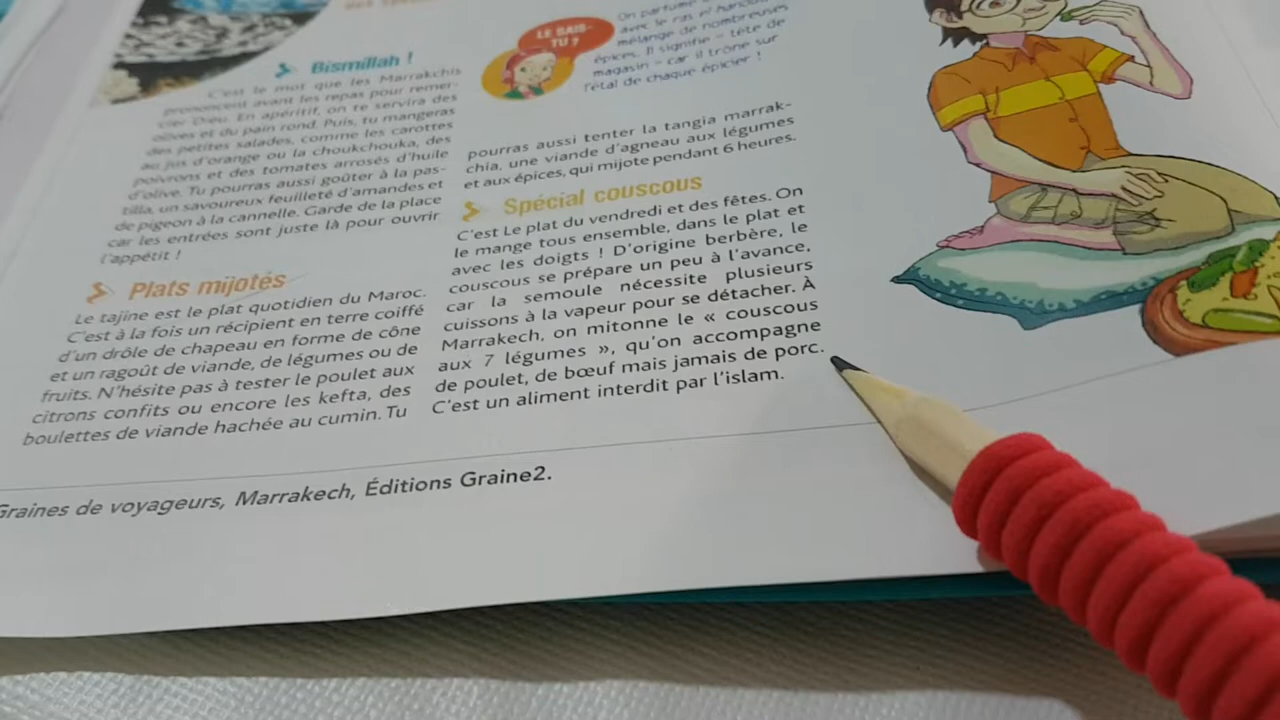 Bismillah !
C'est le mot que les Marrakchis
prononcent avant les repas pour remer-
cier Dieu. En apéritif, on te servira des
olives et du pain rond. Puis, tu mangeras
des petites salades, comme les carottes
au jus d'orange ou la choukchouka, des
poivrons et des tomates arrosés d'huile
d'olive. Tu pourras aussi goûter à la pas-
tilla, un savoureux feuilleté d'amandes et
de pigeon à la cannelle. Garde de la place
car les entrées sont juste là pour ouvrir
l'appétit !
Plats mijotés
Le tajine est le plat quotidien du Maroc.
C'est à la fois un récipient en terre coiffé
d'un drôle de chapeau en forme de cône
et un ragoût de viande, de légumes ou de
fruits. N'hésite pas à tester le poulet aux
citrons confits ou encore les kefta, des
boulettes de viande hachée au cumin. Tu
LE SAIS-
TU ?
On parfume
avec le ras el hanout
mélange de nombreuses
épices. Il signifie « tête de
magasin » car il trône sur
l'étal de chaque épicier !
pourras aussi tenter la tangia marrak-
chia, une viande d'agneau aux légumes
et aux épices, qui mijote pendant 6 heures.
Spécial couscous
C'est Le plat du vendredi et des fêtes. On
le mange tous ensemble, dans le plat et
avec les doigts ! D'origine berbère, le
couscous se prépare un peu à l'avance,
car la semoule nécessite plusieurs
cuissons à la vapeur pour se détacher. À
Marrakech, on mitonne le « couscous
aux 7 légumes », qu'on accompagne
de poulet, de bœuf mais jamais de porc.
C'est un aliment interdit par l'islam.
Graines de voyageurs, Marrakech, Éditions Graine2.